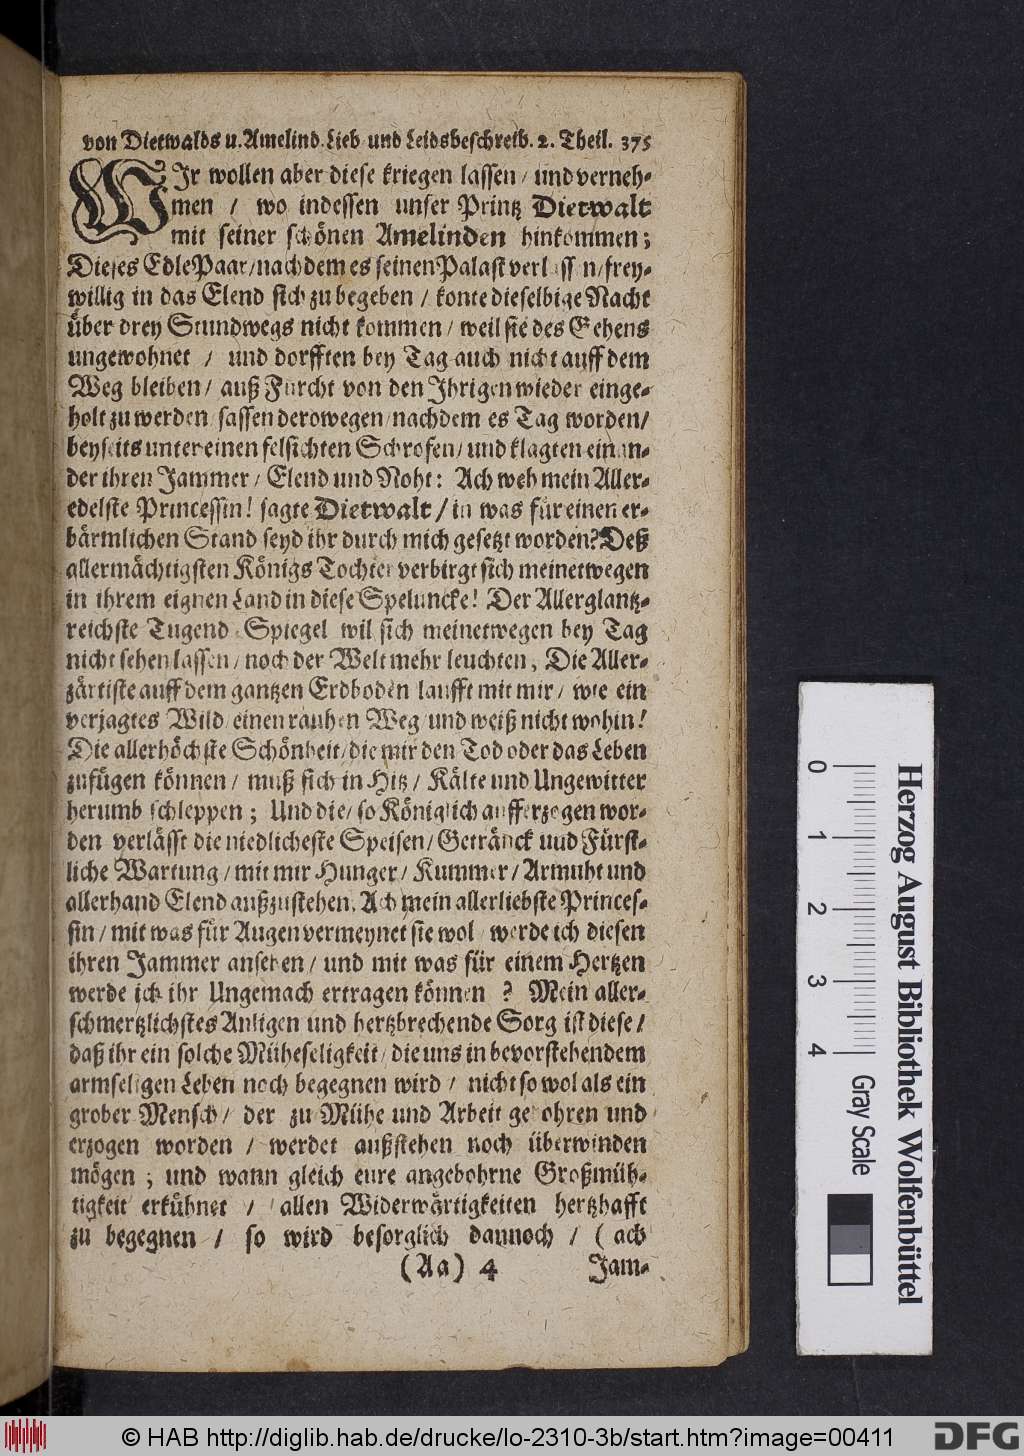 von Dietwalds u. Amelind. Lieb und Leidsbeschreib. 2. Theil. 375
WIr wollen aber diese kriegen lassen / und verneh-
men / wo indessen unser Printz Dietwalt
mit seiner schönen Amelinden hinkommen;
Dieses Edle Paar / nachdem es seinen Palast verlassen / frey-
willig in das Elend sich zu begeben / konte dieselbige Nacht
über drey Stundwegs nicht kommen / weil sie des Gehens
ungewohnet / und dorfften bey Tag auch nicht auff dem
Weg bleiben / auß Furcht von den Ihrigen wieder einge-
holt zu werden / sassen derowegen / nachdem es Tag worden /
beyseits unter einen felsichten Schrofen / und klagten einan-
der ihren Jammer / Elend und Noht: Ach weh mein Aller-
edelste Princessin! sagte Dietwalt / in was für einen er-
bärmlichen Stand seyd ihr durch mich gesetzt worden? Deß
allermächtigsten Königs Tochter verbirgt sich meinetwegen
in ihrem eignen Land in diese Speluncke! Der Allerglantz-
reichste Tugend Spiegel wil sich meinetwegen bey Tag
nicht sehen lassen / noch der Welt mehr leuchten, Die Aller-
zärtiste auff dem gantzen Erdboden laufft mit mir / wie ein
verjagtes Wild / einen rauhen Weg / und weiß nicht wohin!
Die allerhöchste Schönheit / die mir den Tod oder das Leben
zufügen können / muß sich in Hitz / Kälte und Ungewitter
herumb schleppen; Und die / so Königlich aufferzogen wor-
den verlässt die niedlicheste Speisen / Getränck uud Fürst-
liche Wartung / mit mir Hunger / Kummer / Armuht und
allerhand Elend außzustehen. Ach mein allerliebste Princes-
sin / mit was für Augen vermeynet sie wol / werde ich diesen
ihren Jammer ansehen / und mit was für einem Hertzen
werde ich ihr Ungemach ertragen können ? Mein aller-
schmertzlichstes Anligen und hertzbrechende Sorg ist diese /
daß ihr ein solche Müheseligkeit / die uns in bevorstehendem
armseligen Leben noch begegnen wird / nicht so wol als ein
grober Mensch / der zu Mühe und Arbeit gebohren und
erzogen worden / werdet außstehen noch überwinden
mögen ; und wann gleich eure angebohrne Großmüh-
tigkeit erkühnet / allen Widerwärtigkeiten hertzhafft
zu begegnen / so wird besorglich dannoch / ( ach
(Aa) 4 Jam-
0 1 2 3 4
Gray Scale
Herzog August Bibliothek Wolfenbüttel
© HAB http://diglib.hab.de/drucke/lo-2310-3b/start.htm?image=00411
DFG